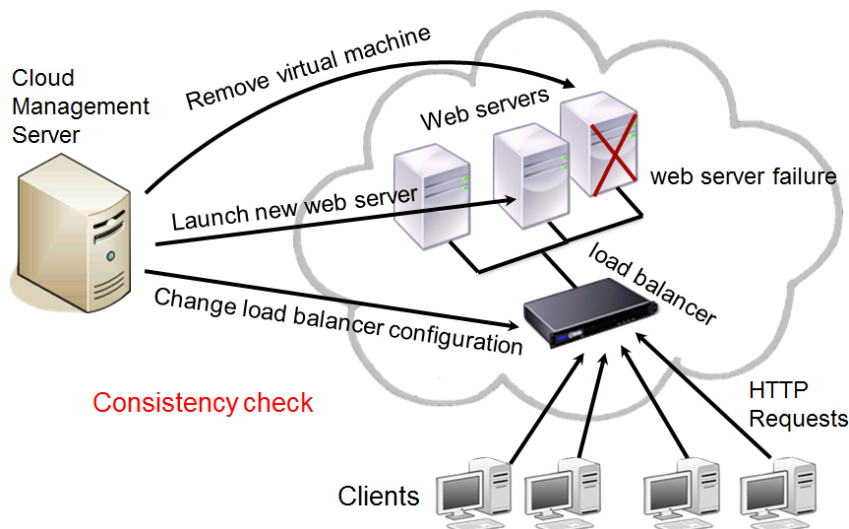 Cloud
Management
Server
Remove virtual machine
Web servers
web server failure
Launch new web server
load balancer
Change load balancer configuration
Consistency check
HTTP
Requests
Clients